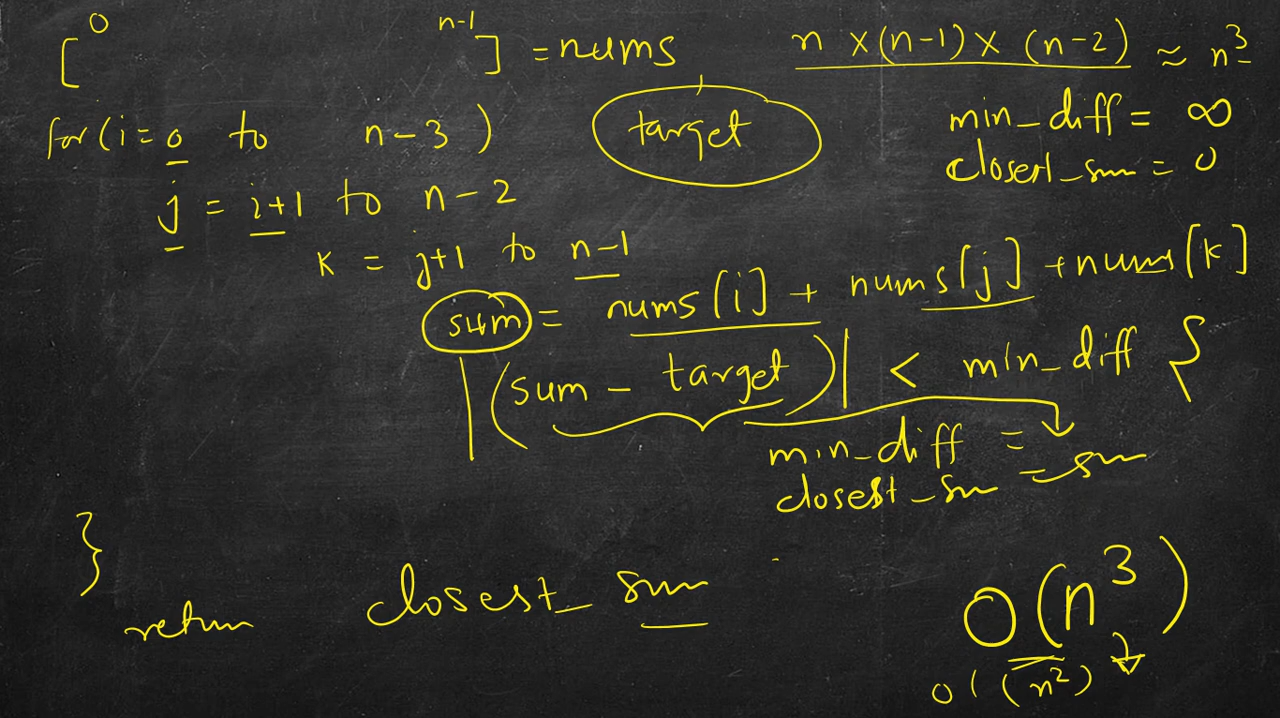 0 n-1
[ ] = nums n x (n-1) x (n-2) ≈ n³
for (i = 0 to n-3) target min_diff = ∞
closest_sum = 0
j = i+1 to n-2
k = j+1 to n-1
sum = nums[i] + nums[j] + nums[k]
|(sum - target)| < min_diff {
min_diff =
closest_sum = sum
}
return closest_sum
O(n³)
O((n²)